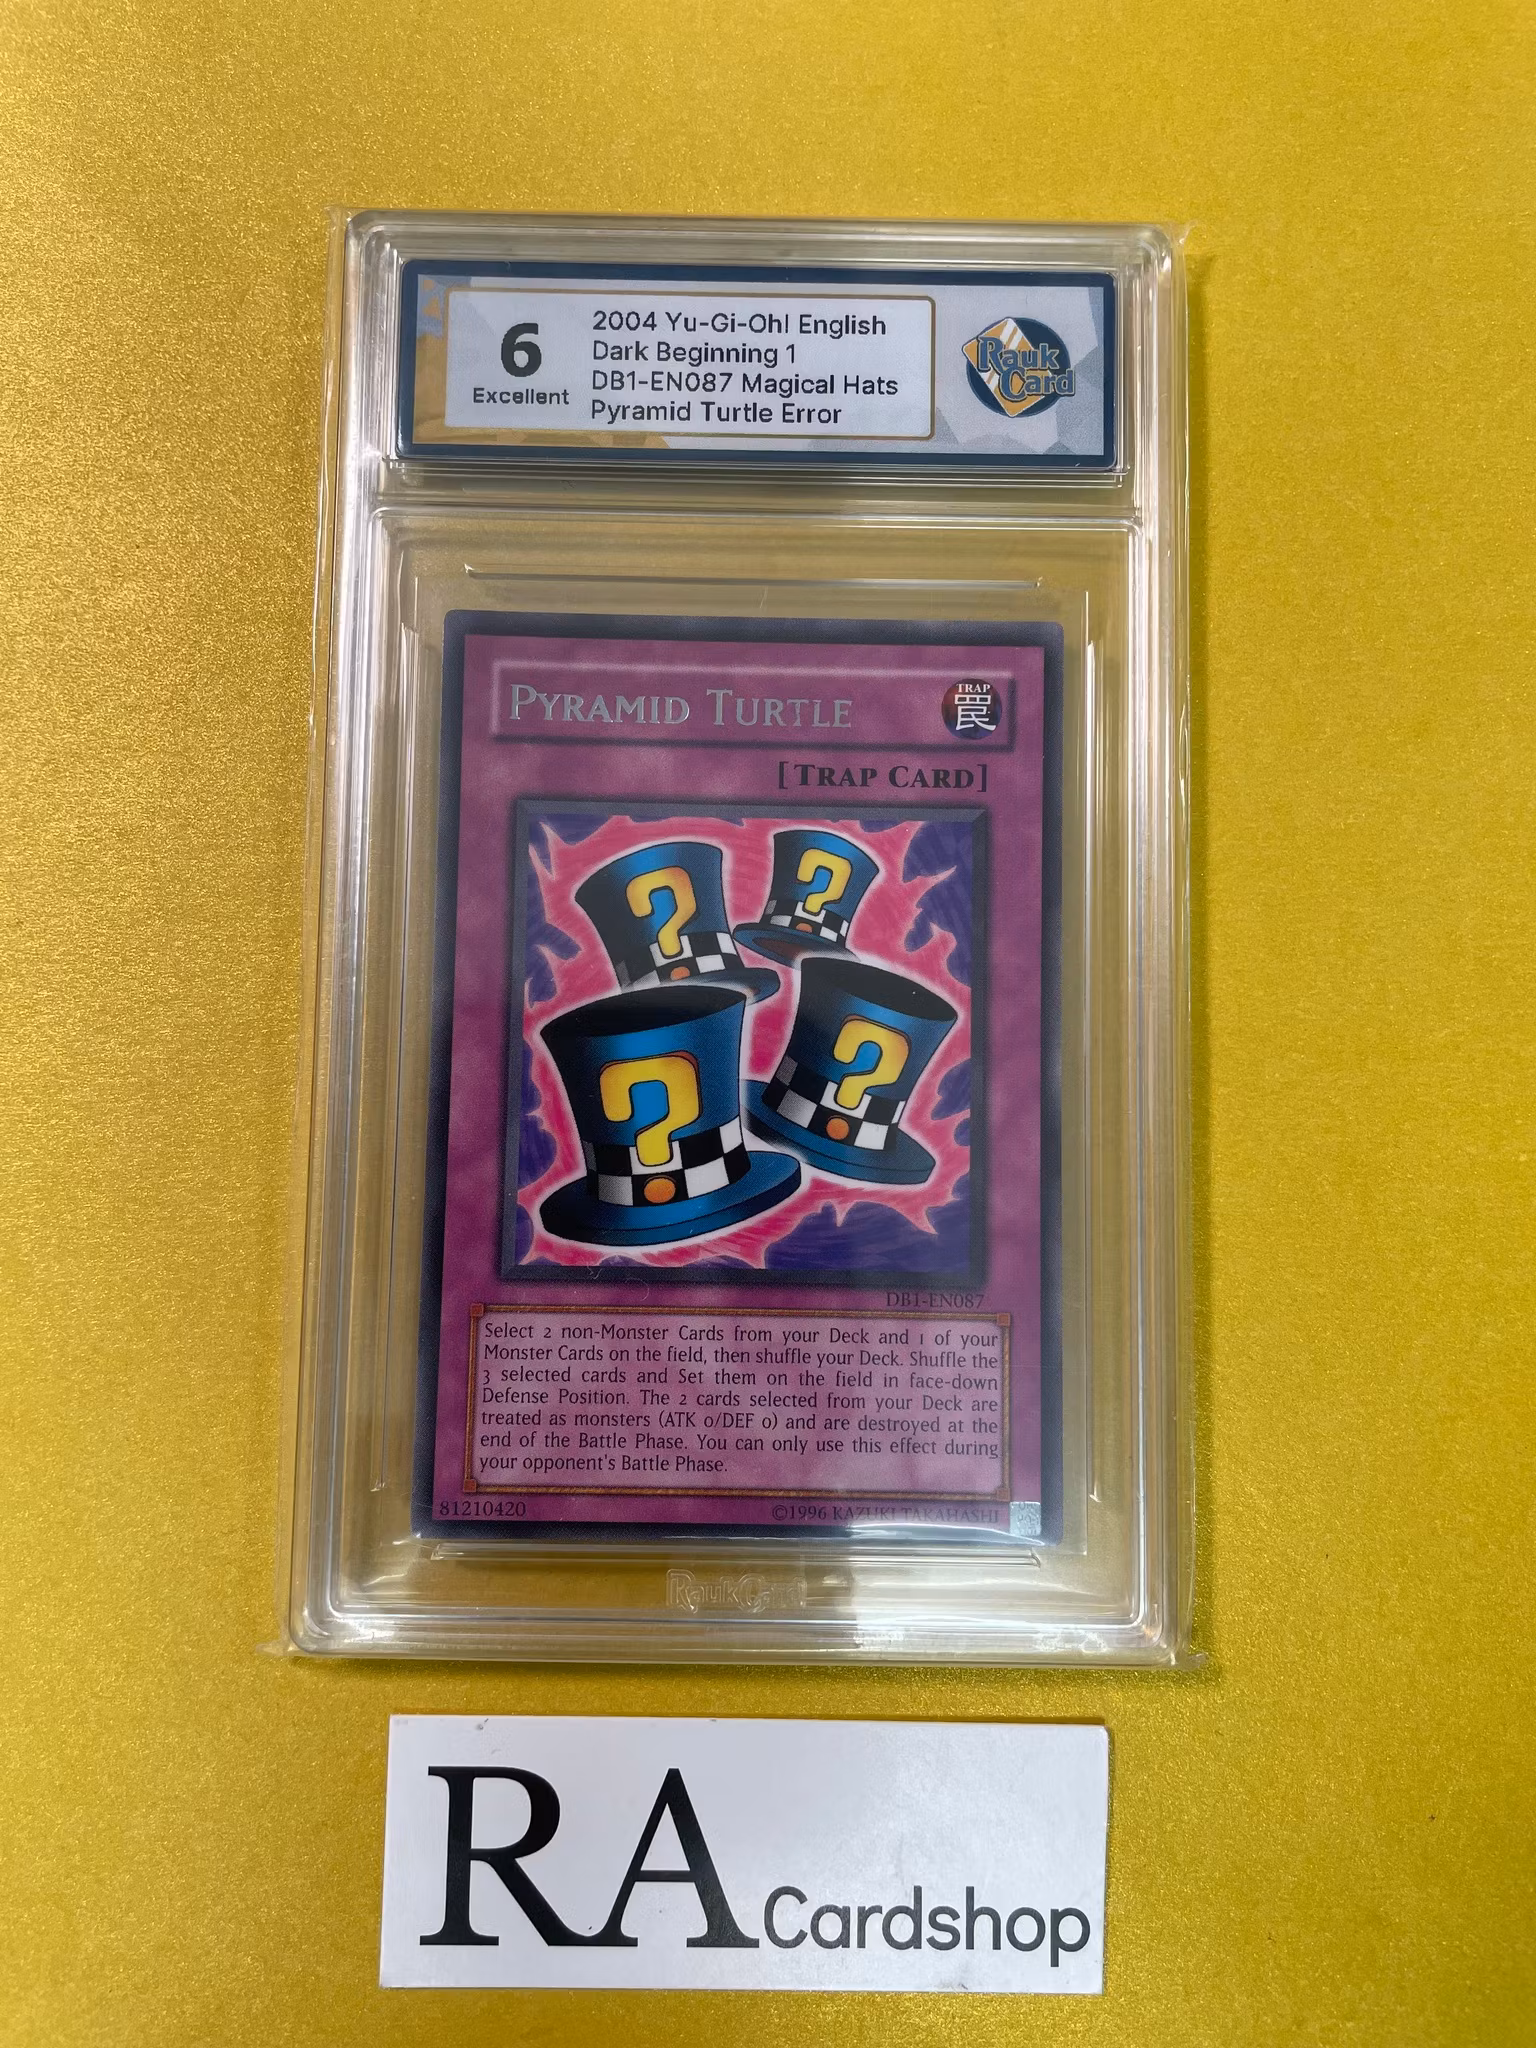 6
Excellent
2004 Yu-Gi-Oh! English
Dark Beginning 1
DB1-EN087 Magical Hats
Pyramid Turtle Error
Rauk
Card
PYRAMID TURTLE
TRAP
罠
[TRAP CARD]
?
?
?
?
DB1-EN087
Select 2 non-Monster Cards from your Deck and 1 of your
Monster Cards on the field, then shuffle your Deck. Shuffle the
3 selected cards and Set them on the field in face-down
Defense Position. The 2 cards selected from your Deck are
treated as monsters (ATK 0/DEF 0) and are destroyed at the
end of the Battle Phase. You can only use this effect during
your opponent's Battle Phase.
81210420
©1996 KAZUKI TAKAHASHI
RaukCard
RA Cardshop